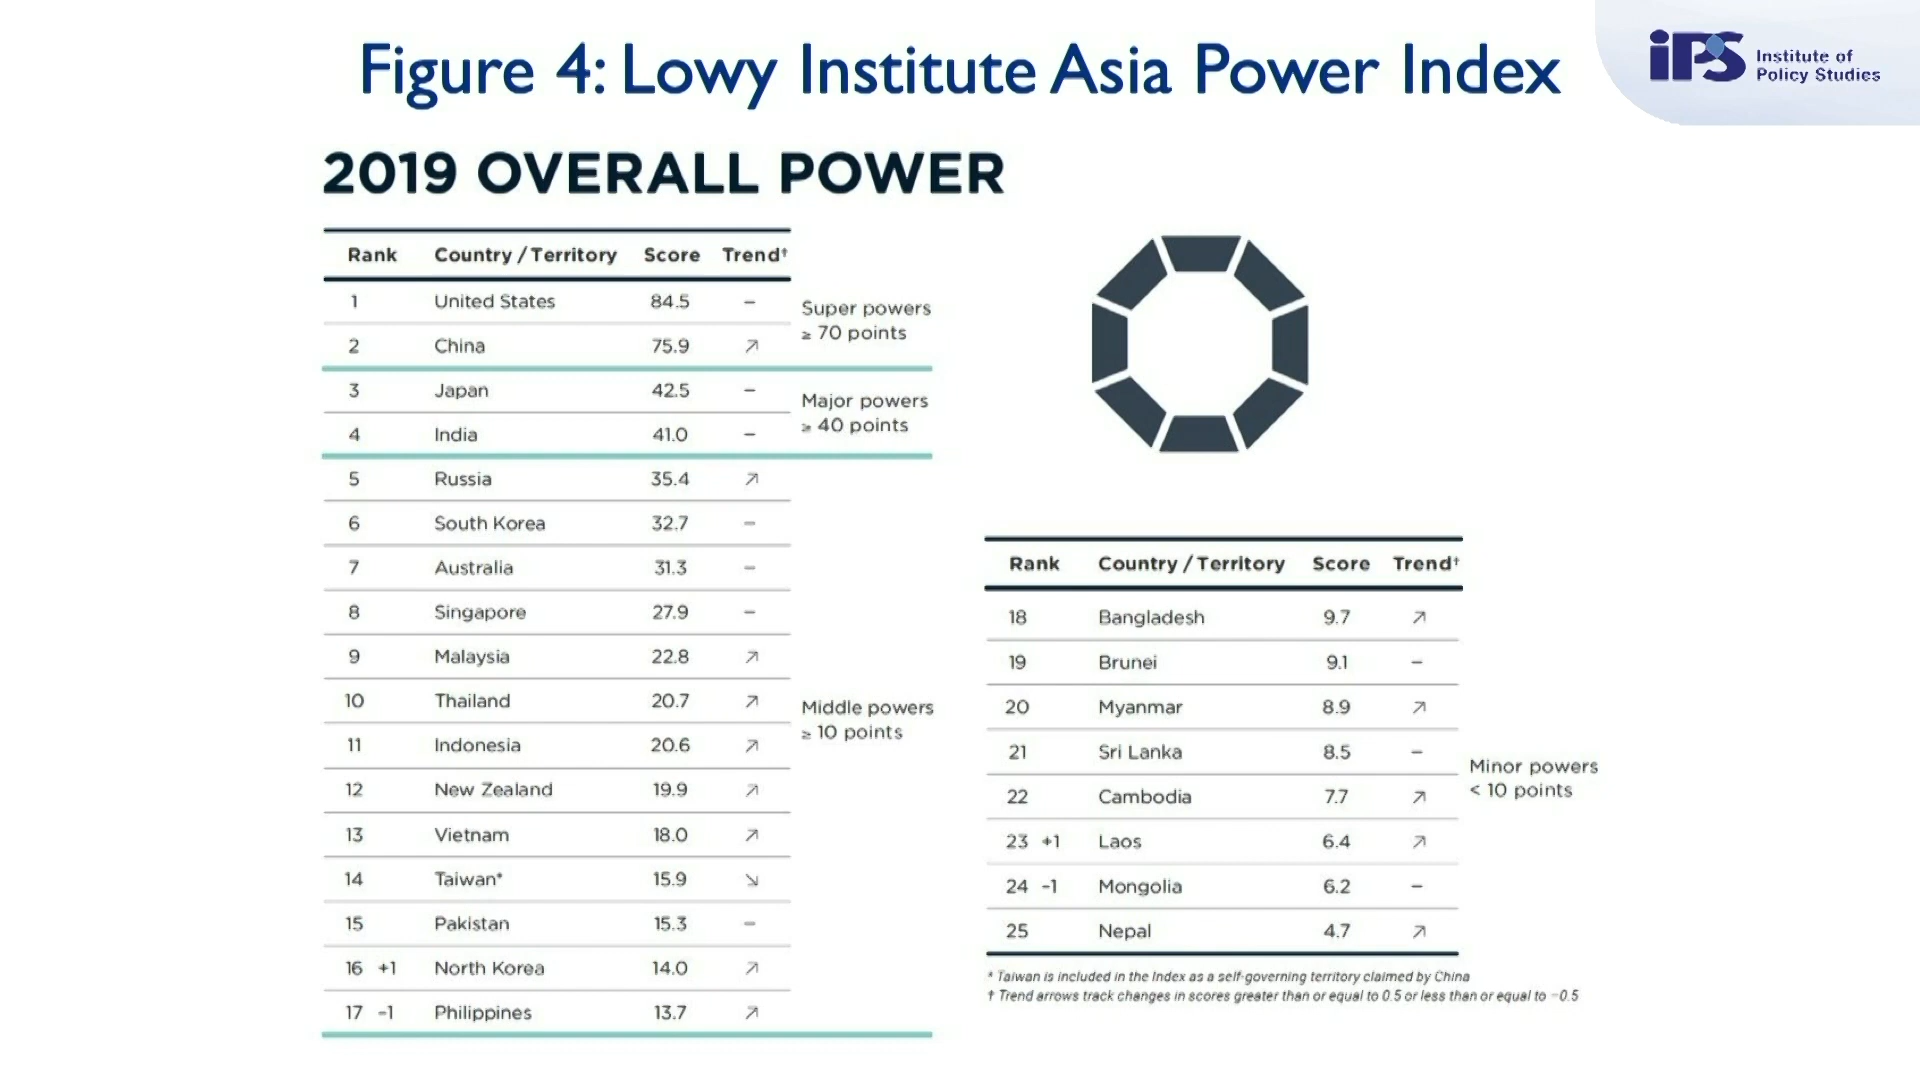 Figure 4: Lowy Institute Asia Power Index
iPS Institute of
Policy Studies
2019 OVERALL POWER
Rank Country / Territory Score Trend†
1 United States 84.5 –
2 China 75.9 ↗
Super powers
≥ 70 points
3 Japan 42.5 –
4 India 41.0 –
Major powers
≥ 40 points
5 Russia 35.4 ↗
6 South Korea 32.7 –
7 Australia 31.3 –
8 Singapore 27.9 –
9 Malaysia 22.8 ↗
10 Thailand 20.7 ↗
11 Indonesia 20.6 ↗
12 New Zealand 19.9 ↗
13 Vietnam 18.0 ↗
14 Taiwan* 15.9 ↘
15 Pakistan 15.3 –
16 +1 North Korea 14.0 ↗
17 -1 Philippines 13.7 ↗
Middle powers
≥ 10 points
Rank Country / Territory Score Trend†
18 Bangladesh 9.7 ↗
19 Brunei 9.1 –
20 Myanmar 8.9 ↗
21 Sri Lanka 8.5 –
22 Cambodia 7.7 ↗
23 +1 Laos 6.4 ↗
24 -1 Mongolia 6.2 –
25 Nepal 4.7 ↗
Minor powers
< 10 points
* Taiwan is included in the Index as a self-governing territory claimed by China
† Trend arrows track changes in scores greater than or equal to 0.5 or less than or equal to −0.5